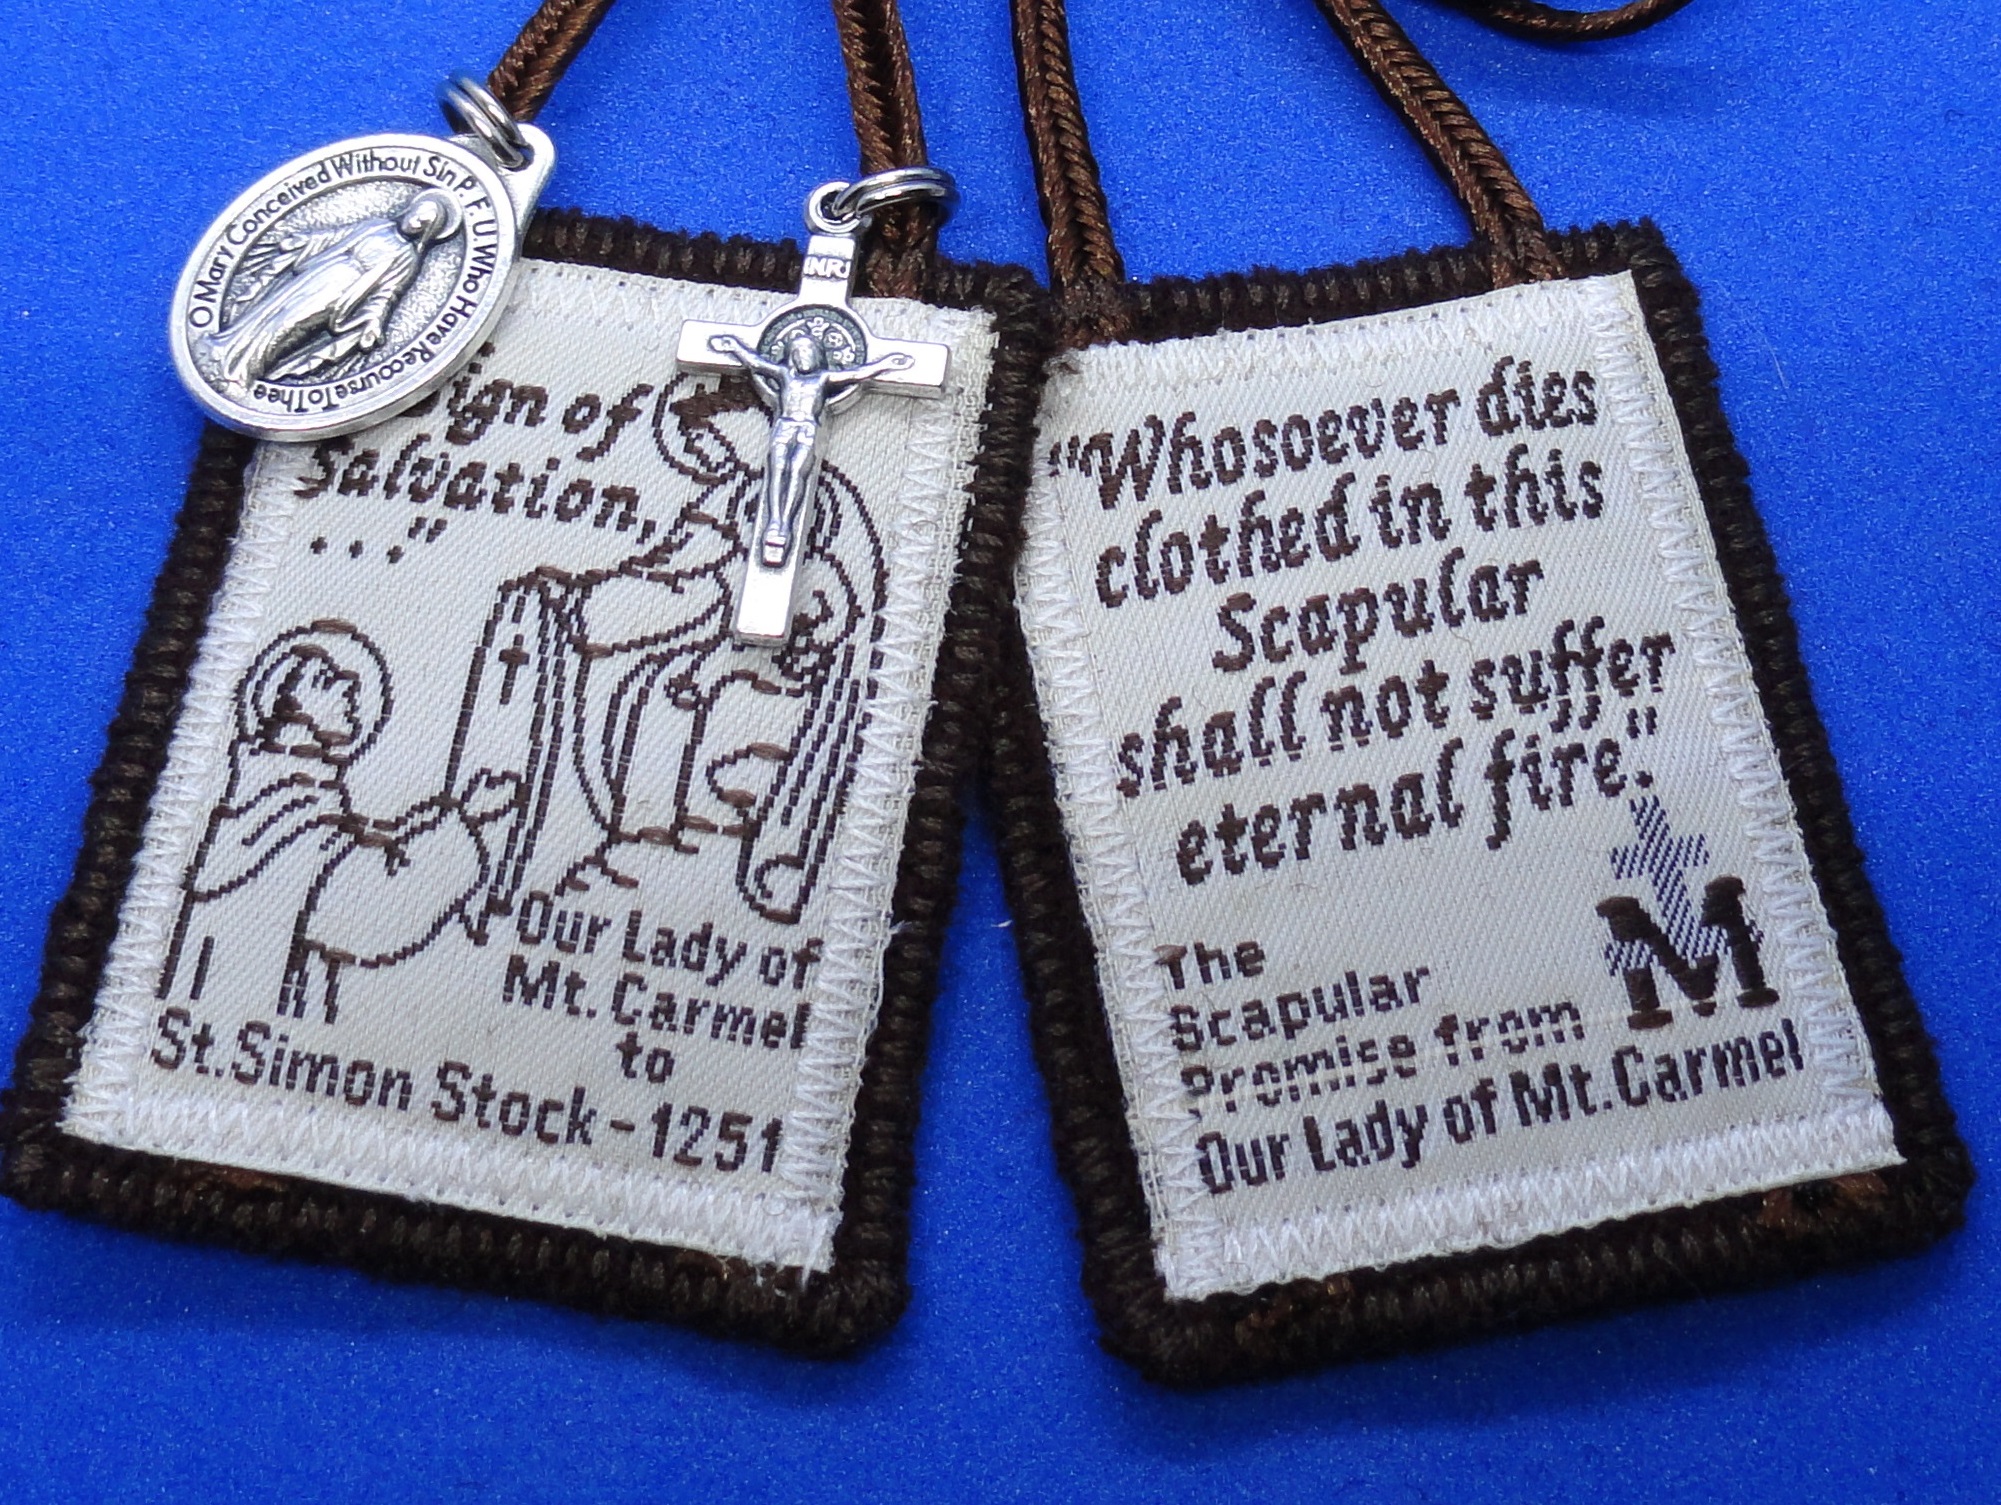 O Mary Conceived Without Sin P. F. U. Who Have Recourse To Thee
INRI
Sign of
Salvation,
..."
Our Lady of
Mt. Carmel
to
St. Simon Stock - 1251
"Whosoever dies
clothed in this
Scapular
shall not suffer
eternal fire."
M
The
Scapular
Promise from
Our Lady of Mt. Carmel